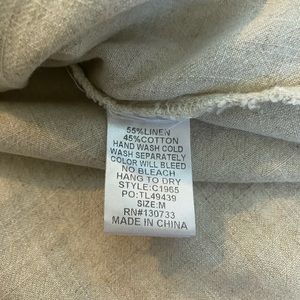 55%LINEN
45%COTTON
HAND WASH COLD
WASH SEPARATELY
COLOR WILL BLEED
NO BLEACH
HANG TO DRY
STYLE:C1965
PO:TL49439
SIZE:M
RN#130733
MADE IN CHINA